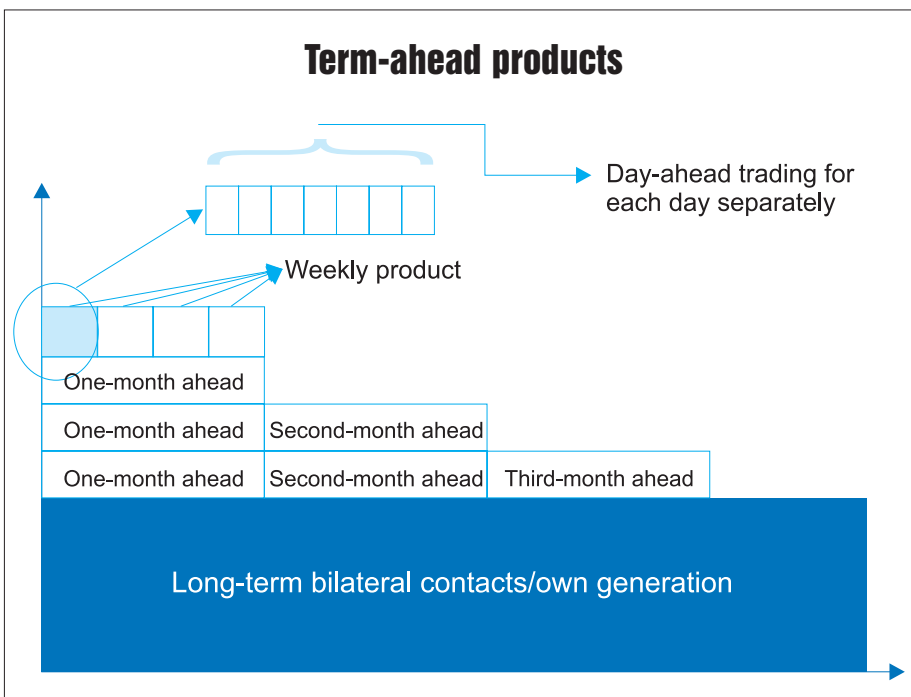 Term-ahead products
Day-ahead trading for
each day separately
Weekly product
One-month ahead
One-month ahead Second-month ahead
One-month ahead Second-month ahead Third-month ahead
Long-term bilateral contacts/own generation